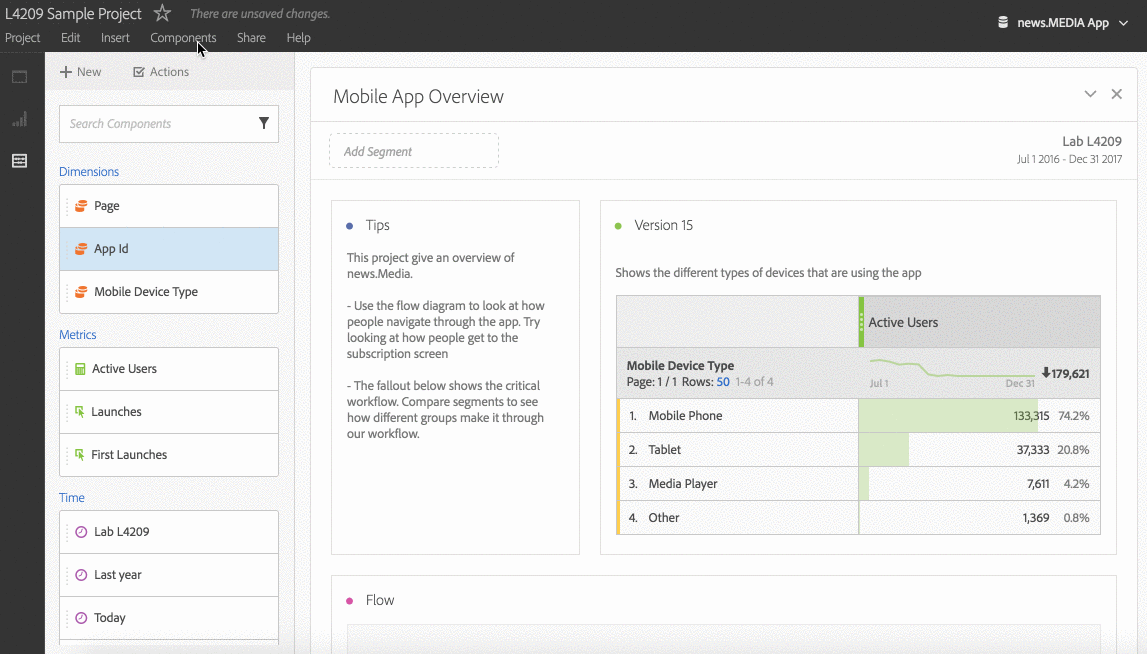 L4209 Sample Project
There are unsaved changes.
news.MEDIA App
Project Edit Insert Components Share Help
New Actions
Search Components
Dimensions
Page
App Id
Mobile Device Type
Metrics
Active Users
Launches
First Launches
Time
Lab L4209
Last year
Today
Mobile App Overview
Add Segment
Lab L4209
Jul 1 2016 - Dec 31 2017
Tips
This project give an overview of
news.Media.
- Use the flow diagram to look at how
people navigate through the app. Try
looking at how people get to the
subscription screen
- The fallout below shows the critical
workflow. Compare segments to see
how different groups make it through
our workflow.
Version 15
Shows the different types of devices that are using the app
Active Users
Mobile Device Type
Page: 1 / 1 Rows: 50 1-4 of 4
Jul 1 Dec 31
179,621
1. Mobile Phone 133,315 74.2%
2. Tablet 37,333 20.8%
3. Media Player 7,611 4.2%
4. Other 1,369 0.8%
Flow